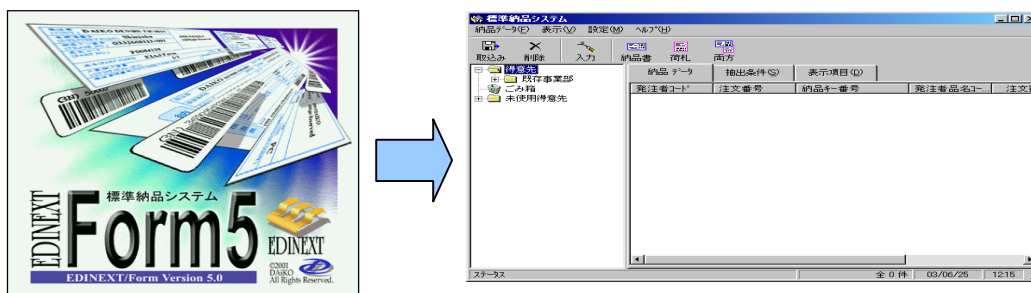 DAIKO DENSHI TSUSHIN
Shinjuku
EDINEXT
標準納品システム
Form5
EDINEXT
EDINEXT/Form Version 5.0
©2001
DAiKO
All Rights Reserved.
標準納品システム
納品ﾃﾞｰﾀ(E) 表示(V) 設定(M) ﾍﾙﾌﾟ(H)
取込み 削除 入力 納品書 荷札 両方
得意先
既存事業部
ごみ箱
未使用得意先
納品 ﾃﾞｰﾀ 抽出条件(S) 表示項目(D)
発注者ｺｰﾄﾞ 注文番号 納品ｷｰ番号 発注者品名ｺｰ... 注文
ｽﾃｰﾀｽ 全 0 件 03/06/25 12:15